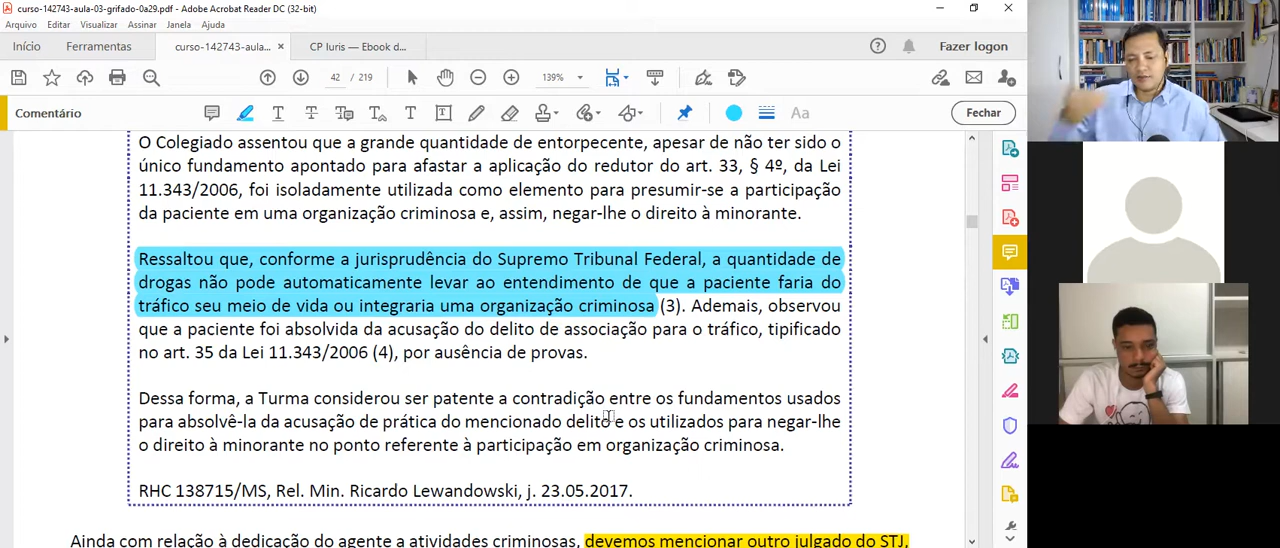 curso-142743-aula-03-grifado-0a29.pdf - Adobe Acrobat Reader DC (32-bit)
Arquivo Editar Visualizar Assinar Janela Ajuda
Início Ferramentas curso-142743-aula... × CP Iuris — Ebook d... Fazer logon
42 / 219 139%
Comentário Fechar
O Colegiado assentou que a grande quantidade de entorpecente, apesar de não ter sido o
único fundamento apontado para afastar a aplicação do redutor do art. 33, § 4º, da Lei
11.343/2006, foi isoladamente utilizada como elemento para presumir-se a participação
da paciente em uma organização criminosa e, assim, negar-lhe o direito à minorante.
Ressaltou que, conforme a jurisprudência do Supremo Tribunal Federal, a quantidade de
drogas não pode automaticamente levar ao entendimento de que a paciente faria do
tráfico seu meio de vida ou integraria uma organização criminosa (3). Ademais, observou
que a paciente foi absolvida da acusação do delito de associação para o tráfico, tipificado
no art. 35 da Lei 11.343/2006 (4), por ausência de provas.
Dessa forma, a Turma considerou ser patente a contradição entre os fundamentos usados
para absolvê-la da acusação de prática do mencionado delito e os utilizados para negar-lhe
o direito à minorante no ponto referente à participação em organização criminosa.
RHC 138715/MS, Rel. Min. Ricardo Lewandowski, j. 23.05.2017.
Ainda com relação à dedicação do agente a atividades criminosas, devemos mencionar outro julgado do STJ,